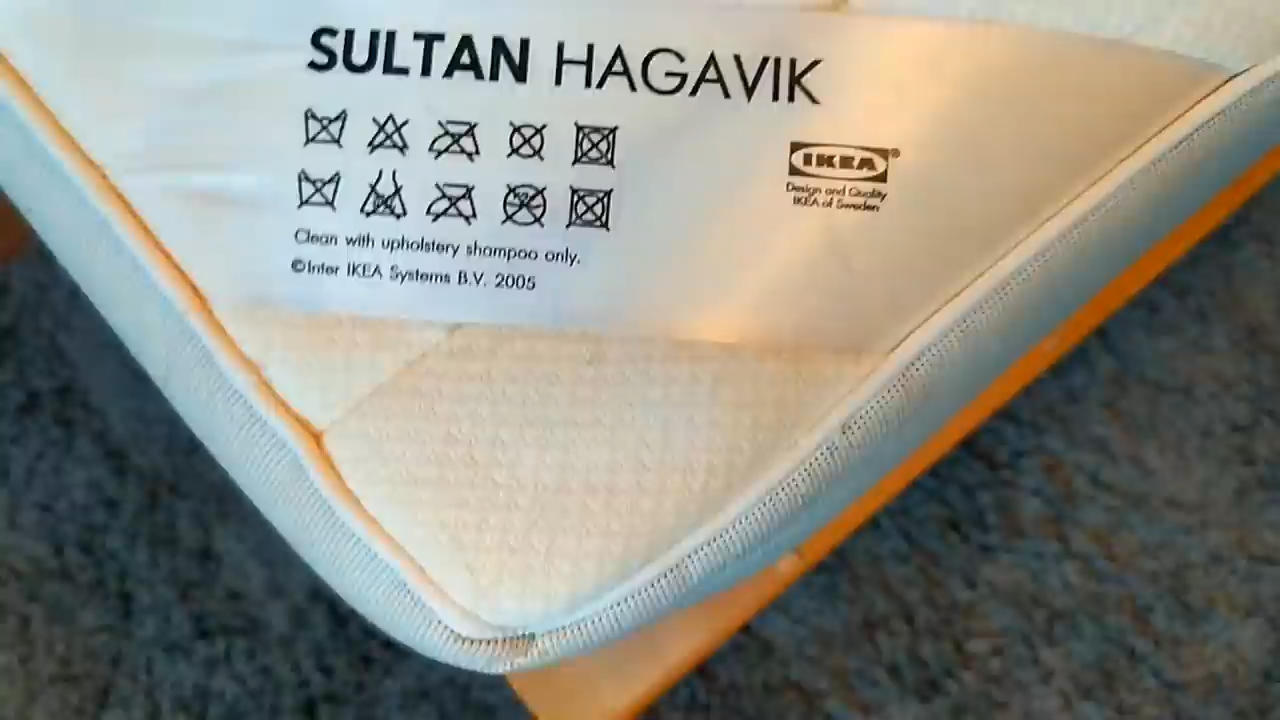 SULTAN HAGAVIK
IKEA®
Design and Quality
IKEA of Sweden
Clean with upholstery shampoo only.
©Inter IKEA Systems B.V. 2005